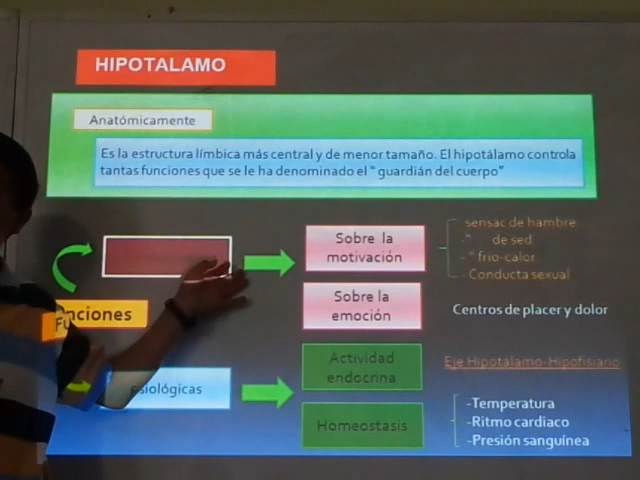 HIPOTALAMO
Anatómicamente
Es la estructura límbica más central y de menor tamaño. El hipotálamo controla
tantas funciones que se le ha denominado el " guardián del cuerpo"
Sobre la
motivación
sensac de hambre
-" de sed
- " frio-calor
- Conducta sexual
Sobre la
emoción
Centros de placer y dolor
Funciones
Actividad
endocrina
Eje Hipotálamo-Hipofisiario
fisiológicas
Homeostasis
-Temperatura
-Ritmo cardiaco
-Presión sanguínea